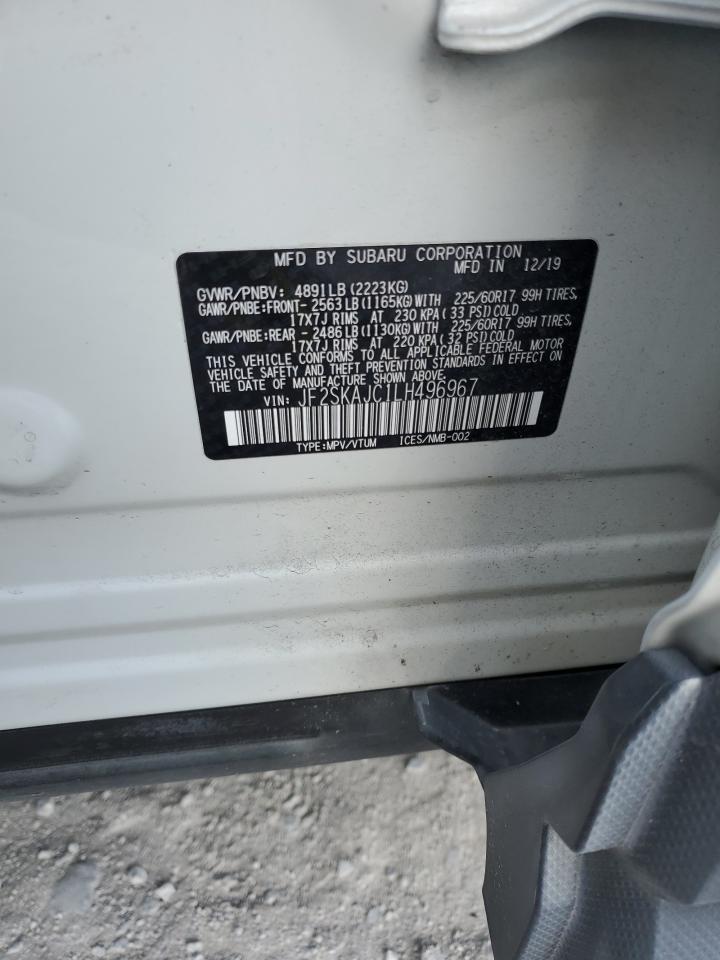 MFD BY SUBARU CORPORATION
MFD IN 12/19
GVWR/PNBV: 4891LB(2223KG)
GAWR/PNBE:FRONT- 2563LB(1165KG)WITH 225/60R17 99H TIRES,
17X7J RIMS AT 230 KPA(33 PSI)COLD
GAWR/PNBE:REAR - 2486LB(1130KG)WITH 225/60R17 99H TIRES,
17X7J RIMS AT 220 KPA(32 PSI)COLD
THIS VEHICLE CONFORMS TO ALL APPLICABLE FEDERAL MOTOR
VEHICLE SAFETY AND THEFT PREVENTION STANDARDS IN EFFECT ON
THE DATE OF MANUFACTURE SHOWN ABOVE.
VIN: JF2SKAJC1LH496967
TYPE:MPV/VTUM ICES/NMB-002